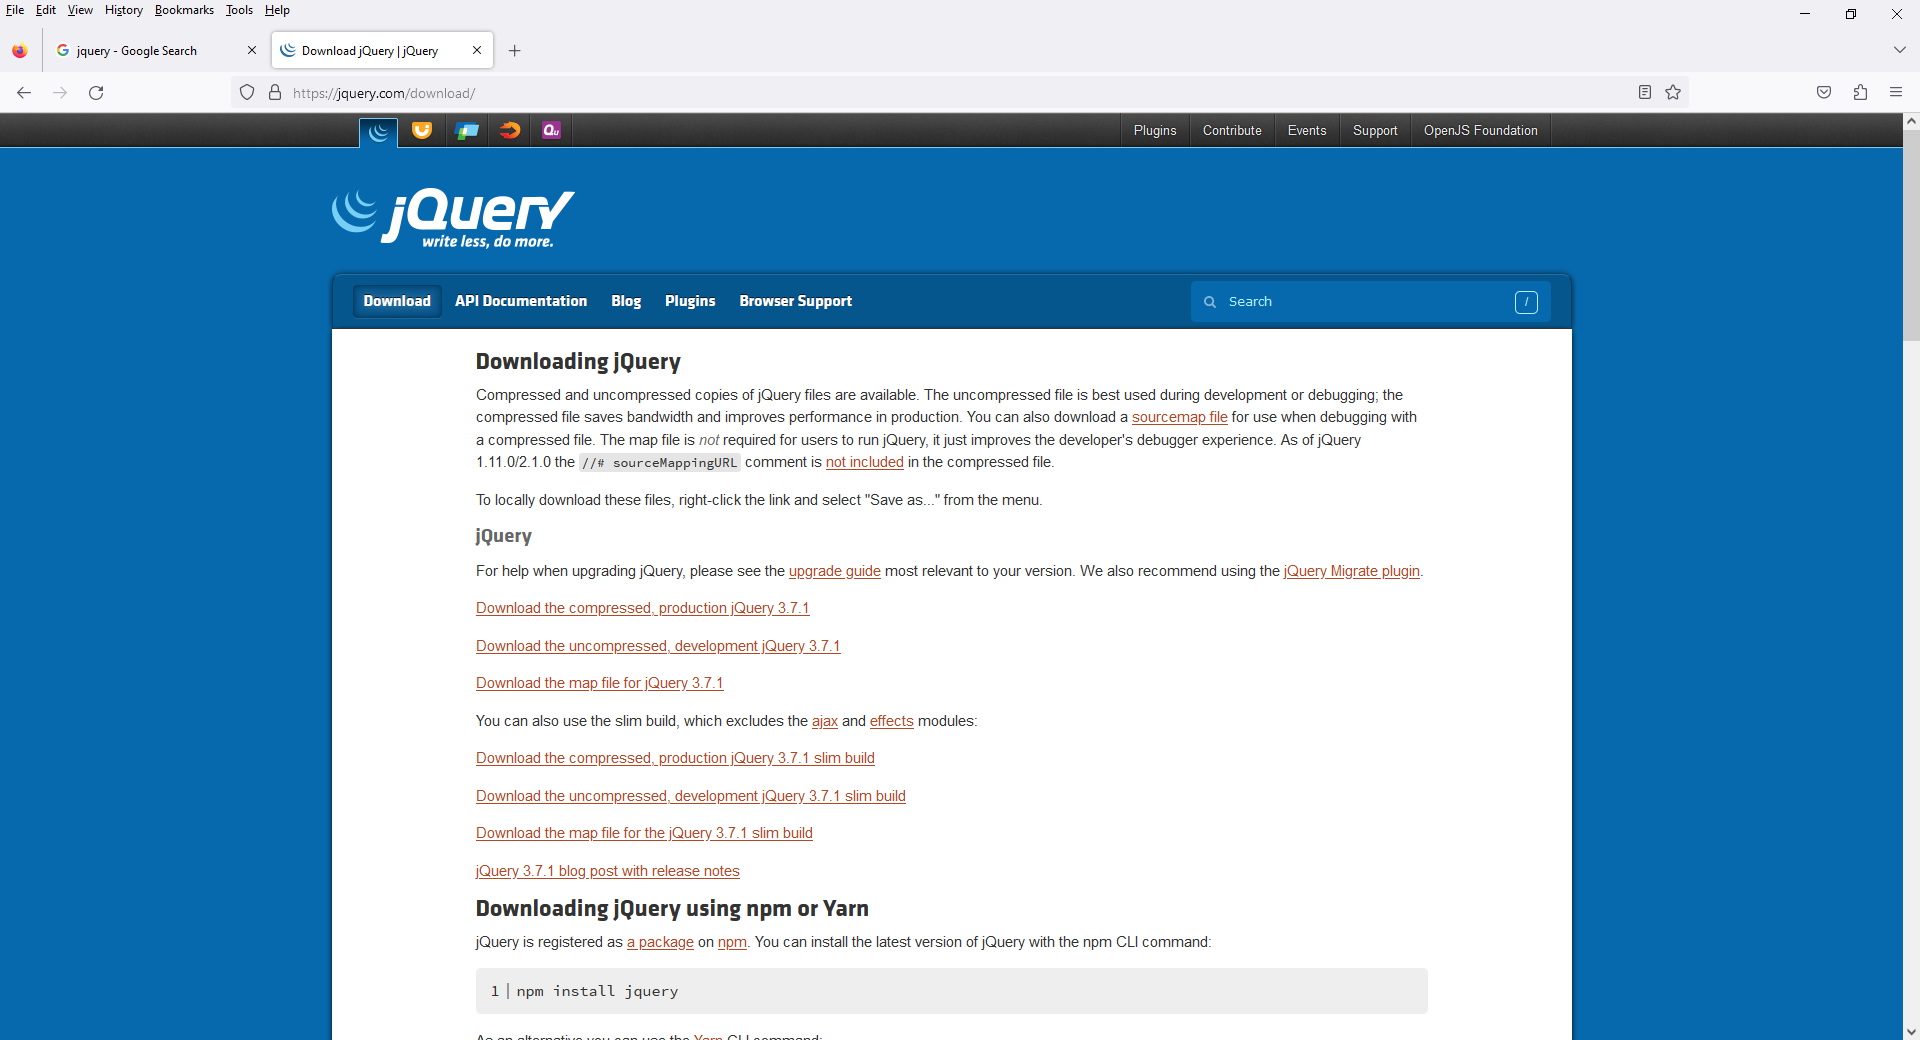 File Edit View History Bookmarks Tools Help
jquery - Google Search
Download jQuery | jQuery
https://jquery.com/download/
Qu
Plugins Contribute Events Support OpenJS Foundation
jQuery
write less, do more.
Download API Documentation Blog Plugins Browser Support
Search /
Downloading jQuery
Compressed and uncompressed copies of jQuery files are available. The uncompressed file is best used during development or debugging; the
compressed file saves bandwidth and improves performance in production. You can also download a sourcemap file for use when debugging with
a compressed file. The map file is not required for users to run jQuery, it just improves the developer's debugger experience. As of jQuery
1.11.0/2.1.0 the //# sourceMappingURL comment is not included in the compressed file.
To locally download these files, right-click the link and select "Save as..." from the menu.
jQuery
For help when upgrading jQuery, please see the upgrade guide most relevant to your version. We also recommend using the jQuery Migrate plugin.
Download the compressed, production jQuery 3.7.1
Download the uncompressed, development jQuery 3.7.1
Download the map file for jQuery 3.7.1
You can also use the slim build, which excludes the ajax and effects modules:
Download the compressed, production jQuery 3.7.1 slim build
Download the uncompressed, development jQuery 3.7.1 slim build
Download the map file for the jQuery 3.7.1 slim build
jQuery 3.7.1 blog post with release notes
Downloading jQuery using npm or Yarn
jQuery is registered as a package on npm. You can install the latest version of jQuery with the npm CLI command:
1 npm install jquery
As an alternative you can use the Yarn CLI command: